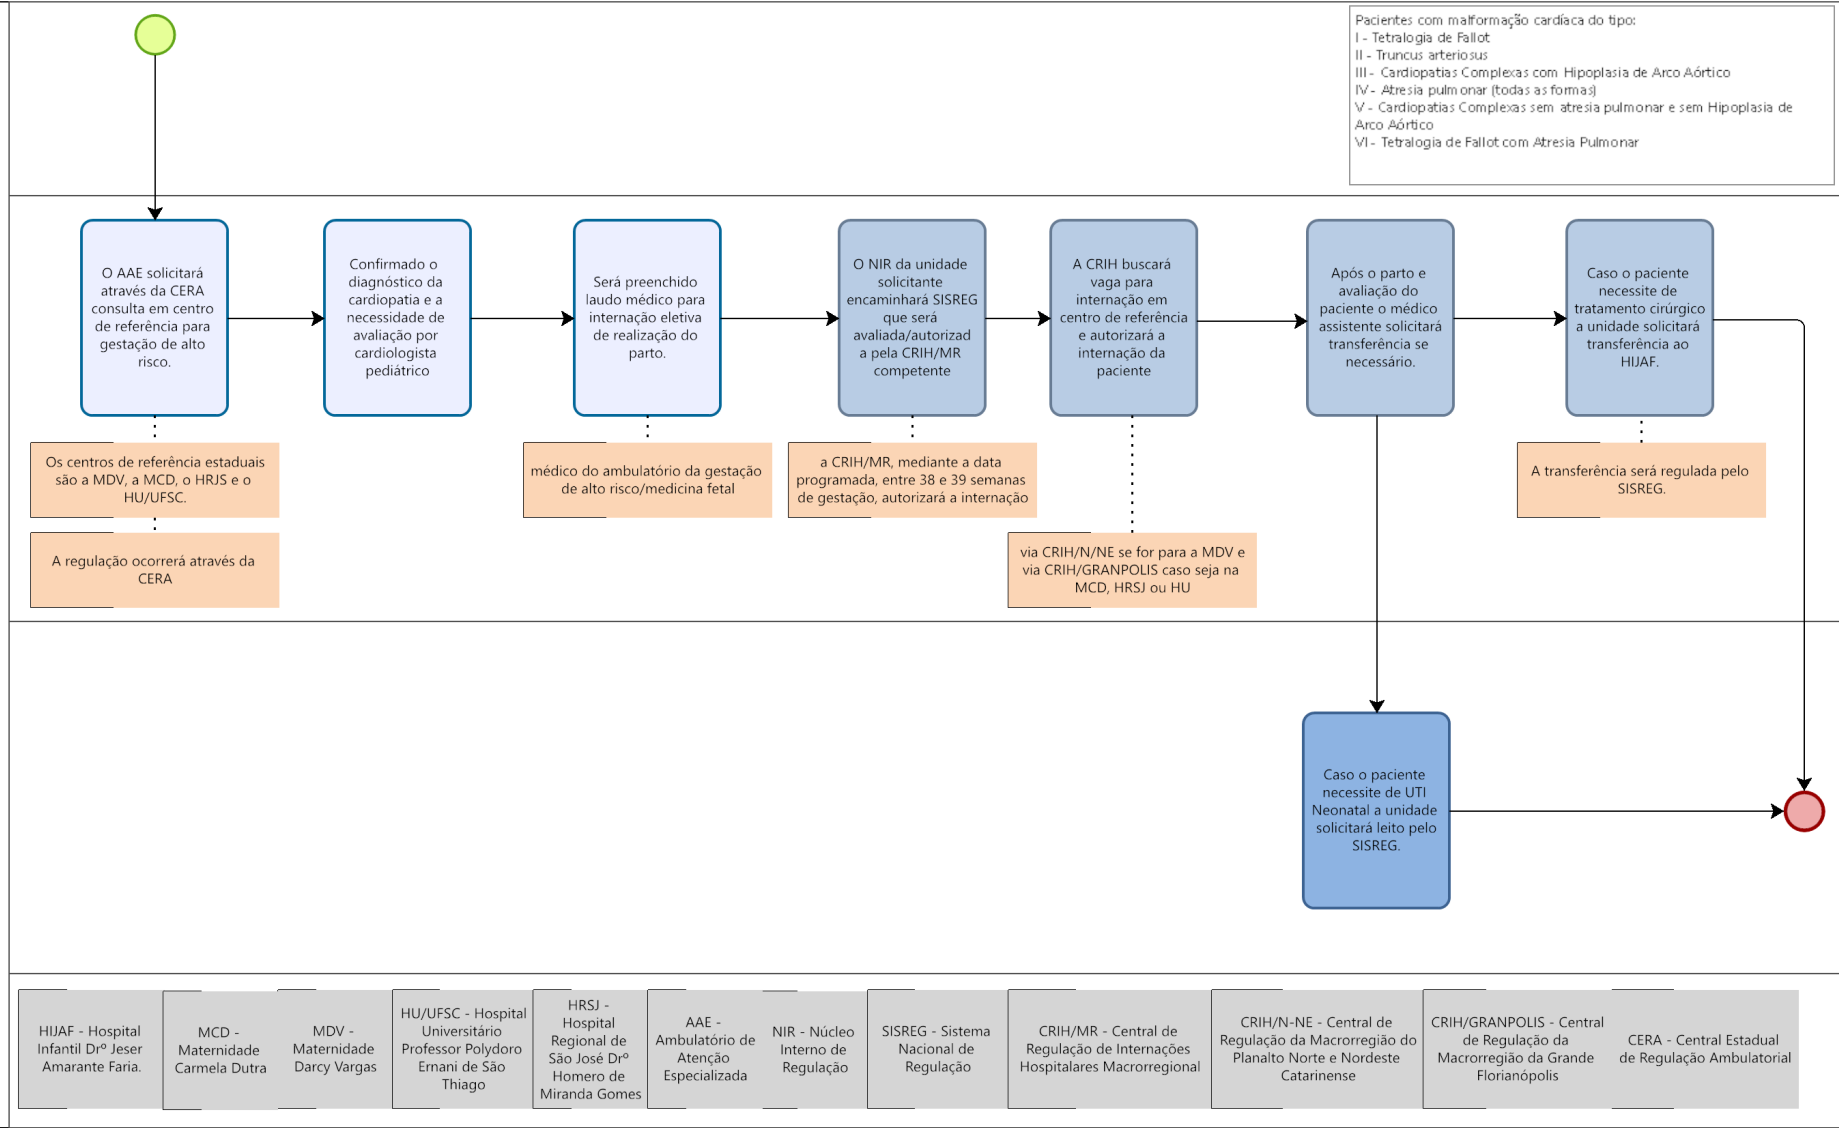 Pacientes com malformação cardíaca do tipo:
I - Tetralogia de Fallot
II - Truncus arteriosus
III - Cardiopatias Complexas com Hipoplasia de Arco Aórtico
IV - Atresia pulmonar (todas as formas)
V - Cardiopatias Complexas sem atresia pulmonar e sem Hipoplasia de
Arco Aórtico
VI - Tetralogia de Fallot com Atresia Pulmonar
O AAE solicitará
através da CERA
consulta em centro
de referência para
gestação de alto
risco.
Confirmado o
diagnóstico da
cardiopatia e a
necessidade de
avaliação por
cardiologista
pediátrico
Será preenchido
laudo médico para
internação eletiva
de realização do
parto.
O NIR da unidade
solicitante
encaminhará SISREG
que será
avaliada/autorizad
a pela CRIH/MR
competente
A CRIH buscará
vaga para
internação em
centro de referência
e autorizará a
internação da
paciente
Após o parto e
avaliação do
paciente o médico
assistente solicitará
transferência se
necessário.
Caso o paciente
necessite de
tratamento cirúrgico
a unidade solicitará
transferência ao
HIJAF.
Os centros de referência estaduais
são a MDV, a MCD, o HRJS e o
HU/UFSC.
A regulação ocorrerá através da
CERA
médico do ambulatório da gestação
de alto risco/medicina fetal
a CRIH/MR, mediante a data
programada, entre 38 e 39 semanas
de gestação, autorizará a internação
via CRIH/N/NE se for para a MDV e
via CRIH/GRANPOLIS caso seja na
MCD, HRSJ ou HU
A transferência será regulada pelo
SISREG.
Caso o paciente
necessite de UTI
Neonatal a unidade
solicitará leito pelo
SISREG.
HIJAF - Hospital
Infantil Drº Jeser
Amarante Faria.
MCD -
Maternidade
Carmela Dutra
MDV -
Maternidade
Darcy Vargas
HU/UFSC - Hospital
Universitário
Professor Polydoro
Ernani de São
Thiago
HRSJ -
Hospital
Regional de
São José Drº
Homero de
Miranda Gomes
AAE -
Ambulatório de
Atenção
Especializada
NIR - Núcleo
Interno de
Regulação
SISREG - Sistema
Nacional de
Regulação
CRIH/MR - Central de
Regulação de Internações
Hospitalares Macrorregional
CRIH/N-NE - Central de
Regulação da Macrorregião do
Planalto Norte e Nordeste
Catarinense
CRIH/GRANPOLIS - Central
de Regulação da
Macrorregião da Grande
Florianópolis
CERA - Central Estadual
de Regulação Ambulatorial